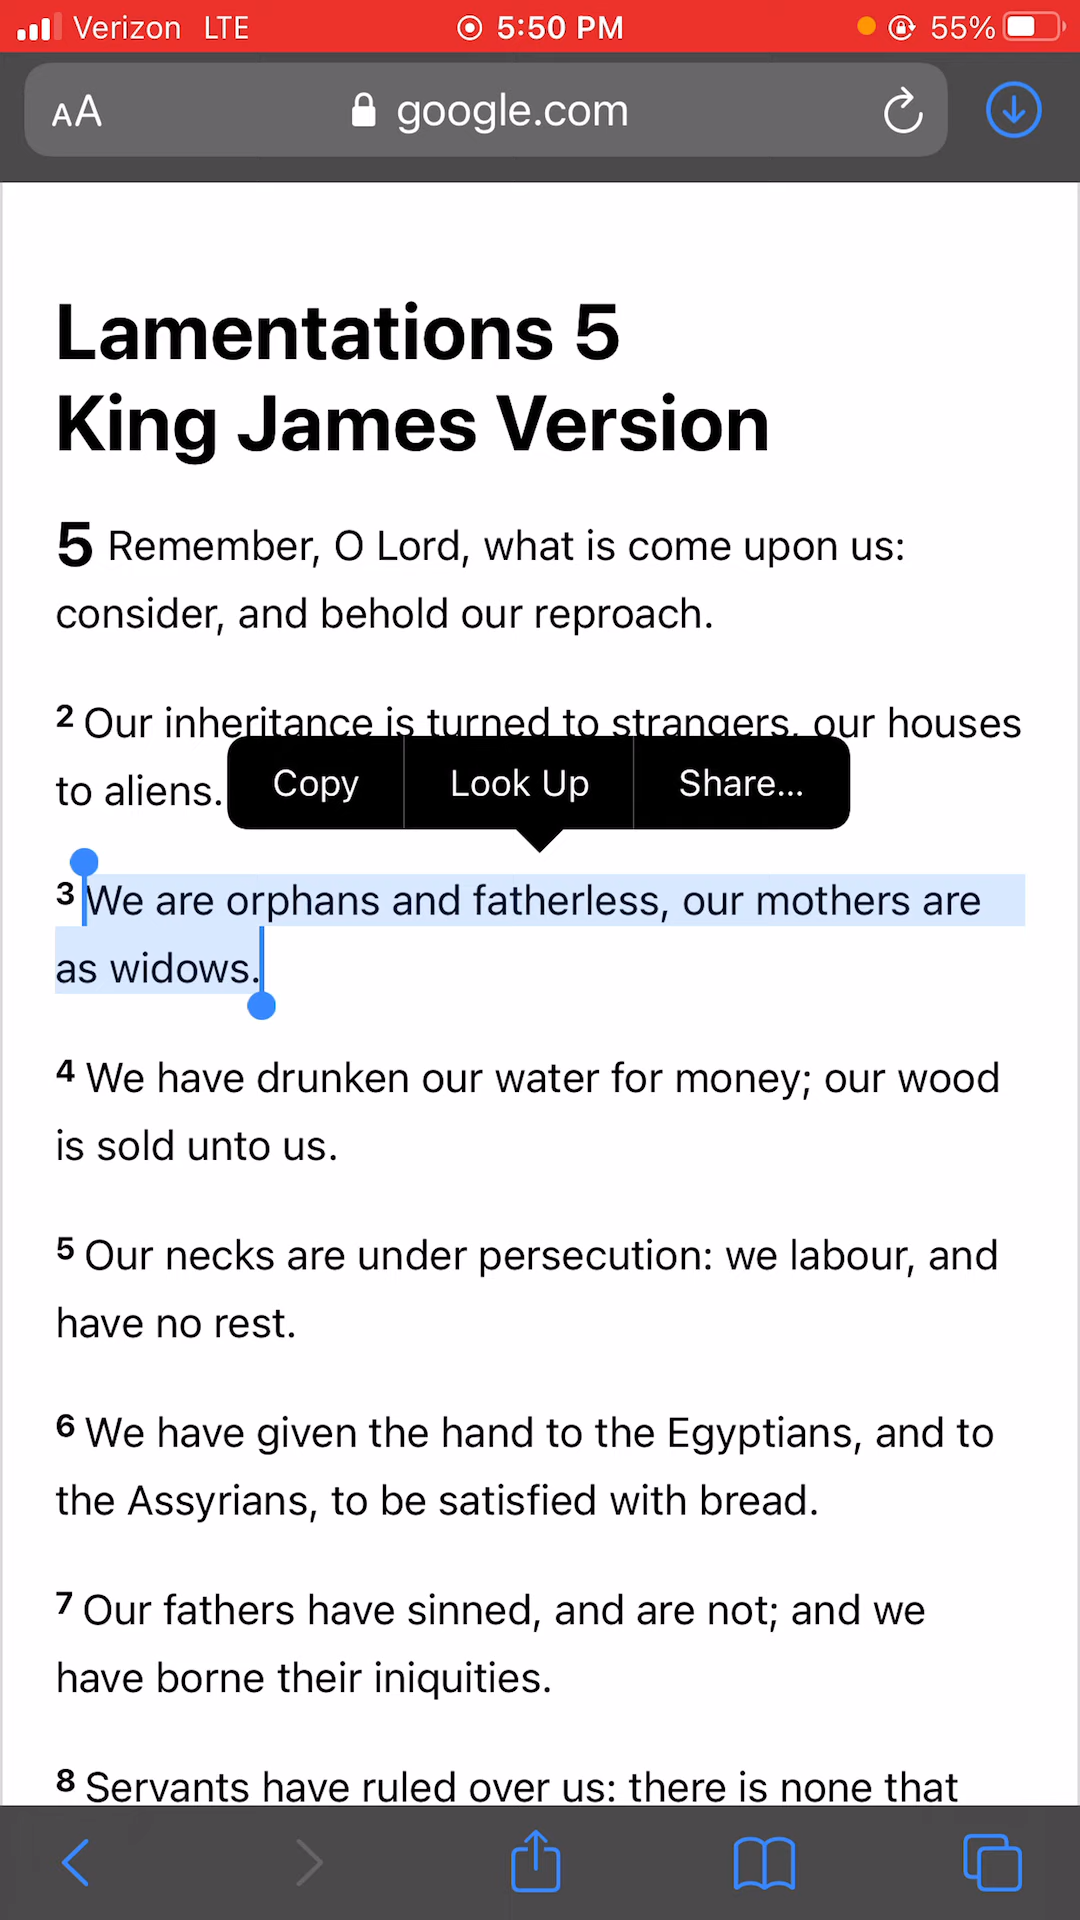 Verizon LTE 5:50 PM 55%
AA google.com
Lamentations 5
King James Version
5 Remember, O Lord, what is come upon us:
consider, and behold our reproach.
2 Our inheritance is turned to strangers, our houses
to aliens.
Copy Look Up Share...
3 We are orphans and fatherless, our mothers are
as widows.
4 We have drunken our water for money; our wood
is sold unto us.
5 Our necks are under persecution: we labour, and
have no rest.
6 We have given the hand to the Egyptians, and to
the Assyrians, to be satisfied with bread.
7 Our fathers have sinned, and are not; and we
have borne their iniquities.
8 Servants have ruled over us: there is none that